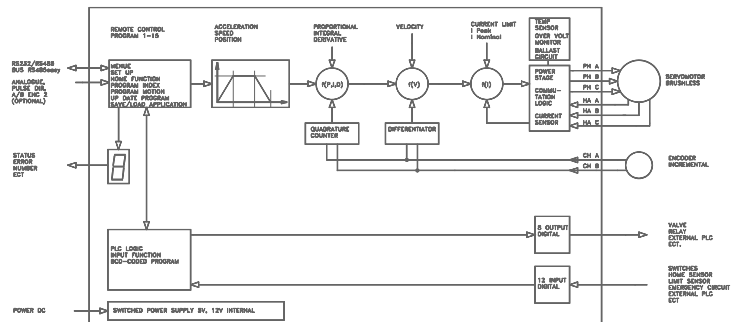 REMOTE CONTROL
PROGRAM 1-15
ACCELERATION
SPEED
POSITION
PROPORTIONAL
INTEGRAL
DERIVATIVE
VELOCITY
CURRENT LIMIT
I Peak
I Nominal
TEMP
SENSOR
OVER VOLT
MONITOR
BALLAST
CIRCUIT
RS232/RS485
BUS RS485easy
ANALOGUE,
PULSE DIR,
A/B ENC 2
(OPTIONAL)
MENUE
SET UP
HOME FUNCTION
PROGRAM INDEX
PROGRAM MOTION
UP DATE PROGRAM
SAVE/LOAD APPLICATION
f(P,I,D)
f(V)
f(I)
POWER
STAGE
COMMU-
TATION
LOGIC
CURRENT
SENSOR
PH A
PH B
PH C
HA A
HA B
HA C
SERVOMOTOR
BRUSHLESS
QUADRATURE
COUNTER
DIFFERENTIATOR
CH A
CH B
ENCODER
INCREMENTAL
STATUS
ERROR
NUMBER
ECT
PLC LOGIC
INPUT FUNCTION
BCD-CODED PROGRAM
8 OUTPUT
DIGITAL
VALVE
RELAY
EXTERNAL PLC
ECT.
12 INPUT
DIGITAL
SWITCHES
HOME SENSOR
LIMIT SENSOR
EMERGENCY CIRCUIT
EXTERNAL PLC
ECT
POWER DC
SWITCHED POWER SUPPLY 5V, 12V INTERNAL